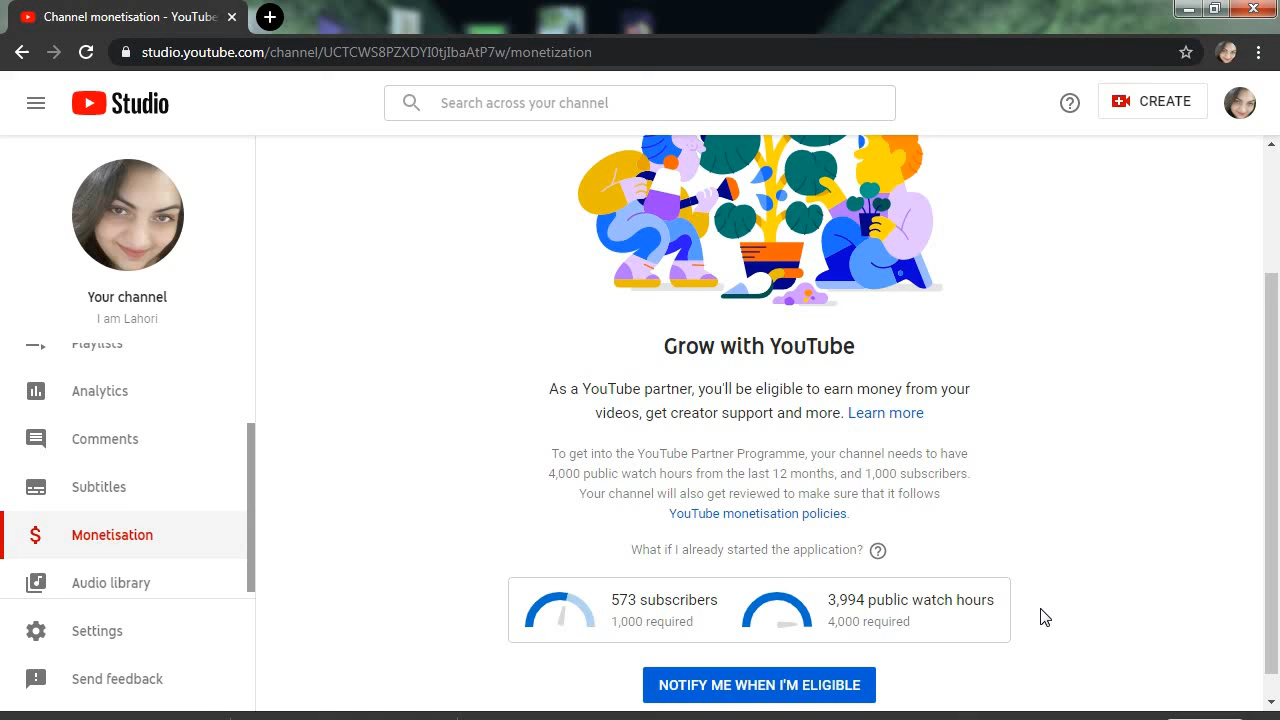 Channel monetisation - YouTube
studio.youtube.com/channel/UCTCWS8PZXDYI0tjIbaAtP7w/monetization
Studio
Search across your channel
CREATE
Your channel
I am Lahori
Playlists
Analytics
Comments
Subtitles
Monetisation
Audio library
Settings
Send feedback
Grow with YouTube
As a YouTube partner, you'll be eligible to earn money from your
videos, get creator support and more. Learn more
To get into the YouTube Partner Programme, your channel needs to have
4,000 public watch hours from the last 12 months, and 1,000 subscribers.
Your channel will also get reviewed to make sure that it follows
YouTube monetisation policies.
What if I already started the application?
573 subscribers
1,000 required
3,994 public watch hours
4,000 required
NOTIFY ME WHEN I'M ELIGIBLE